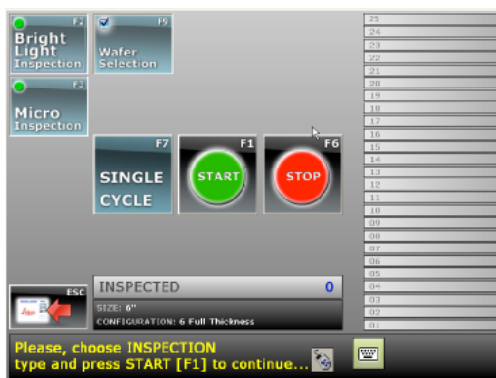 F2
Bright
Light
Inspection
F9
Wafer
Selection
F3
Micro
Inspection
F7
SINGLE
CYCLE
F1
START
F6
STOP
ESC
INSPECTED 0
SIZE: 6"
CONFIGURATION: 6 Full Thickness
Please, choose INSPECTION
type and press START [F1] to continue...
25
24
23
22
21
20
19
18
17
16
15
14
13
12
11
10
09
08
07
06
05
04
03
02
01